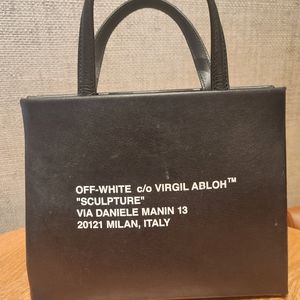 OFF-WHITE c/o VIRGIL ABLOH™
"SCULPTURE"
VIA DANIELE MANIN 13
20121 MILAN, ITALY